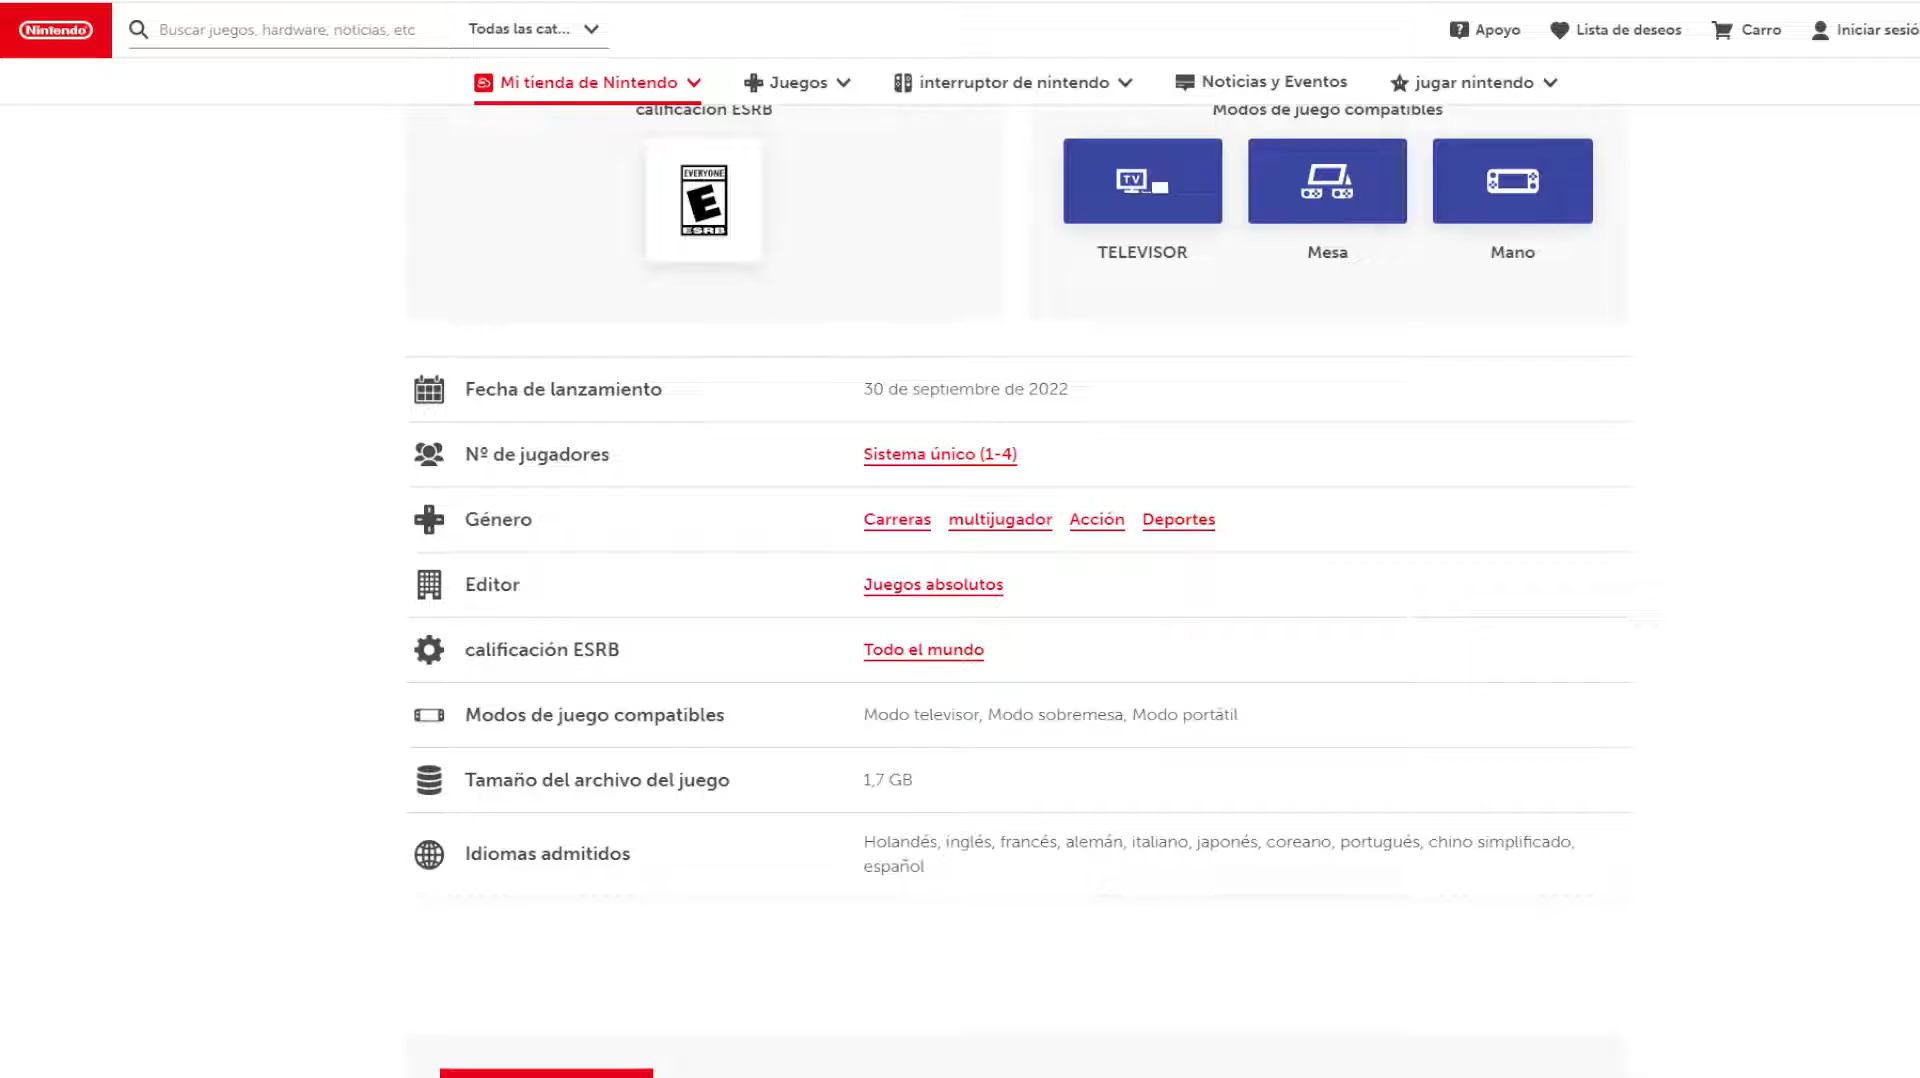 Nintendo
Buscar juegos, hardware, noticias, etc
Todas las cat...
Apoyo
Lista de deseos
Carro
Iniciar sesió
Mi tienda de Nintendo
Juegos
interruptor de nintendo
Noticias y Eventos
jugar nintendo
calificación ESRB
Modos de juego compatibles
EVERYONE
E
ESRB
TV
TELEVISOR
Mesa
Mano
Fecha de lanzamiento
30 de septiembre de 2022
Nº de jugadores
Sistema único (1-4)
Género
Carreras multijugador Acción Deportes
Editor
Juegos absolutos
calificación ESRB
Todo el mundo
Modos de juego compatibles
Modo televisor, Modo sobremesa, Modo portátil
Tamaño del archivo del juego
1,7 GB
Idiomas admitidos
Holandés, inglés, francés, alemán, italiano, japonés, coreano, portugués, chino simplificado,
español